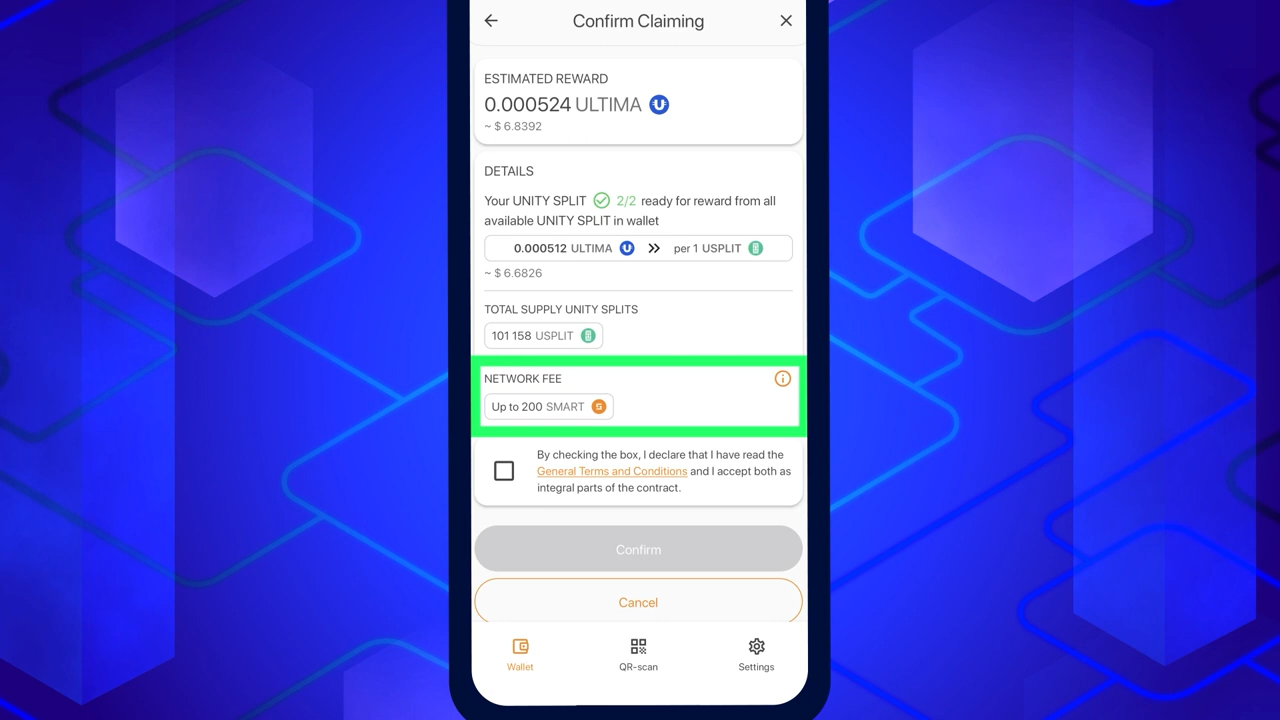 Confirm Claiming
ESTIMATED REWARD
0.000524 ULTIMA
~ $ 6.8392
DETAILS
Your UNITY SPLIT 2/2 ready for reward from all
available UNITY SPLIT in wallet
0.000512 ULTIMA >> per 1 USPLIT
~ $ 6.6826
TOTAL SUPPLY UNITY SPLITS
101 158 USPLIT
NETWORK FEE
Up to 200 SMART
By checking the box, I declare that I have read the
General Terms and Conditions and I accept both as
integral parts of the contract.
Confirm
Cancel
Wallet QR-scan Settings